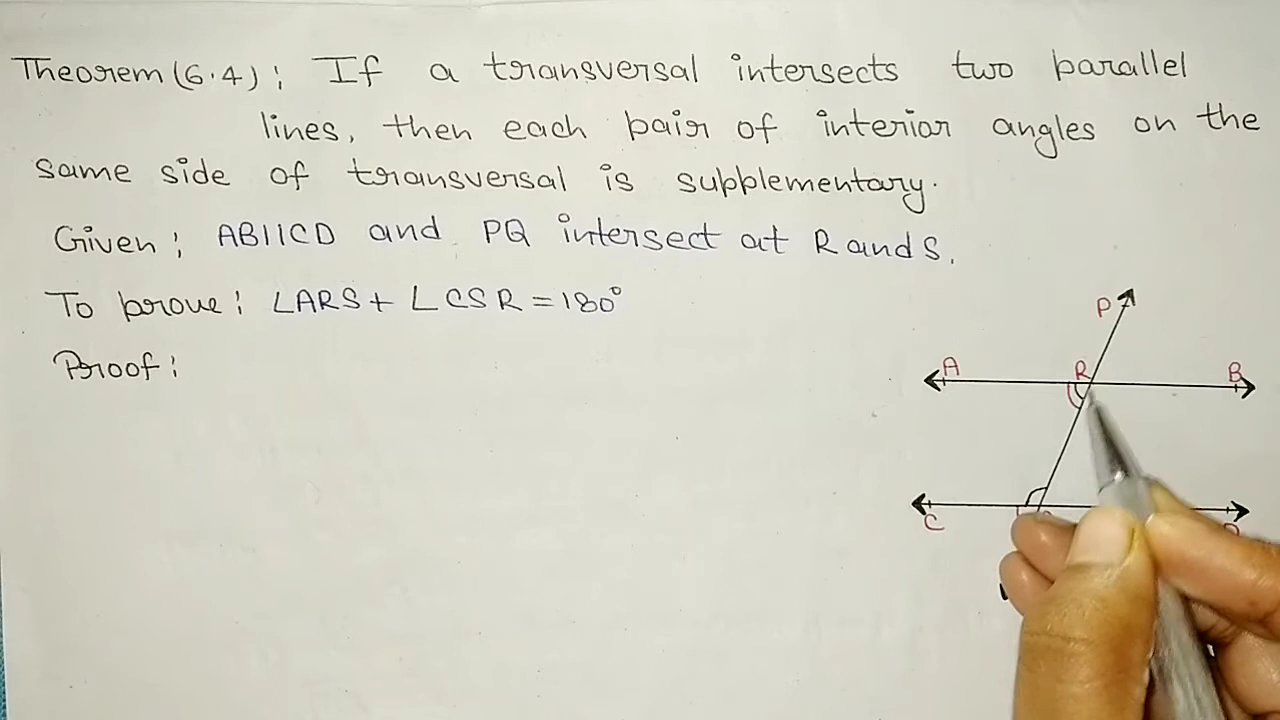 Theorem (6.4) ; If a transversal intersects two parallel
lines, then each pair of interior angles on the
same side of transversal is supplementary.
Given ; AB||CD and PQ intersect at R and S.
To prove : ∠ARS + ∠CSR = 180°
Proof :
P
A R B
C